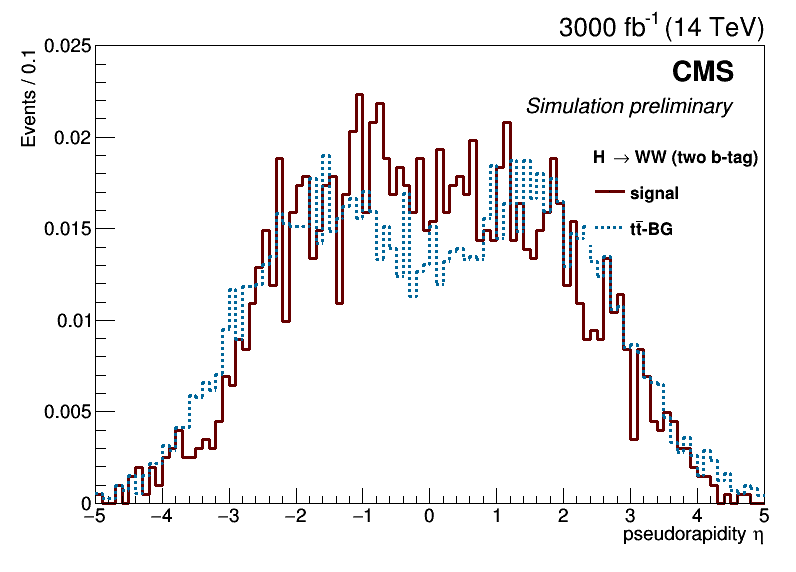 3000 fb⁻¹ (14 TeV)
CMS
Simulation preliminary
H → WW (two b-tag)
signal
tt̄-BG
Events / 0.1
0.025
0.02
0.015
0.01
0.005
0
−5 −4 −3 −2 −1 0 1 2 3 4 5
pseudorapidity η